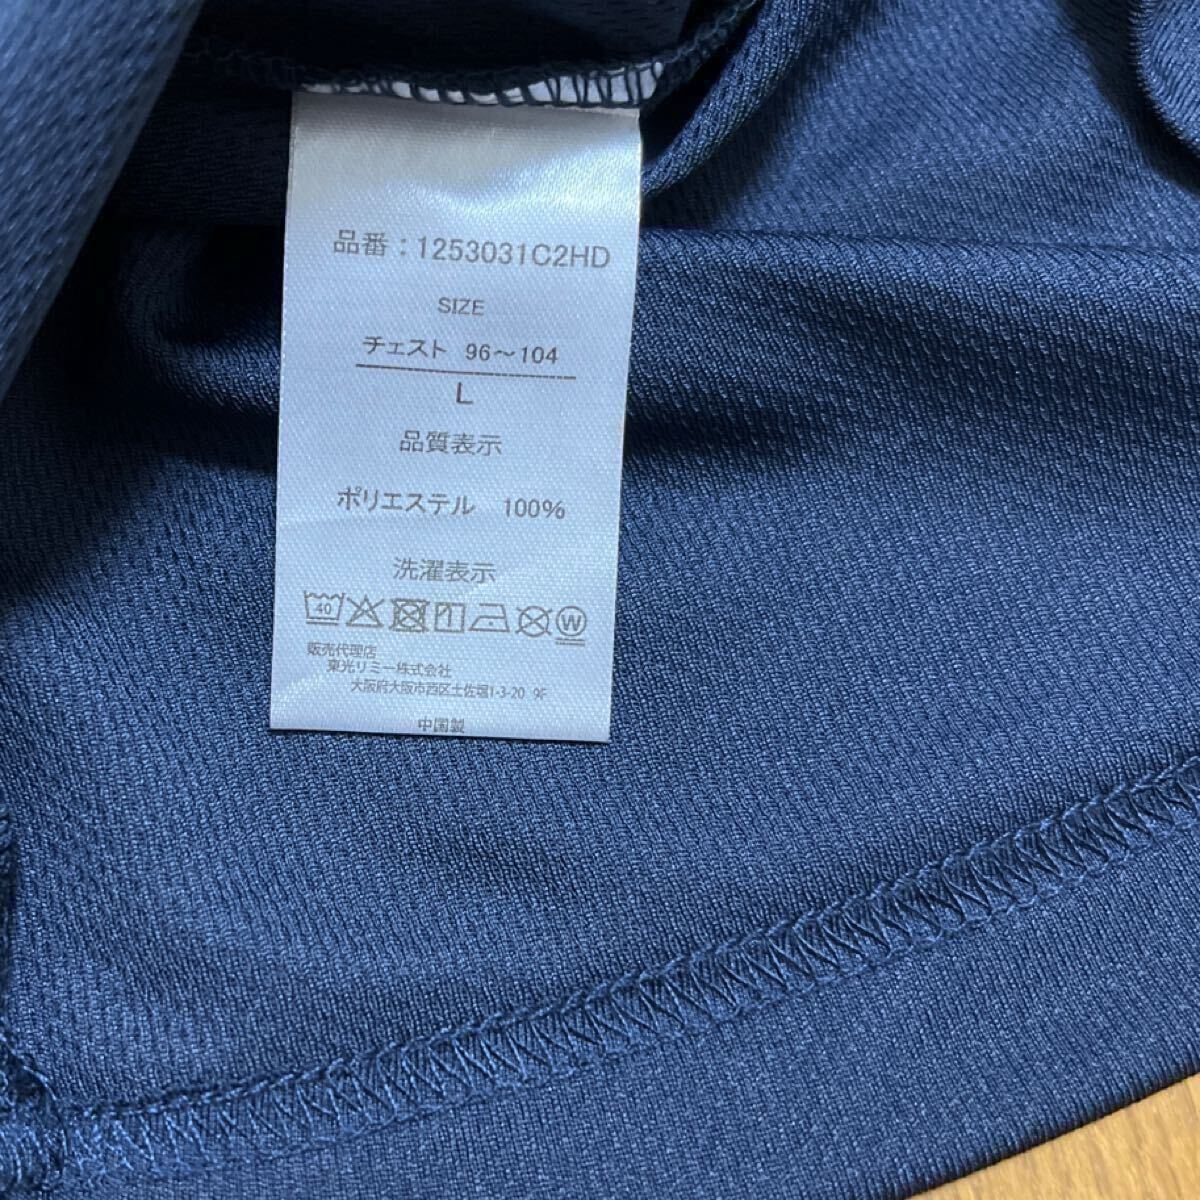 品番：1253031C2HD
SIZE
チェスト 96～104
L
品質表示
ポリエステル 100%
洗濯表示
40 W
販売代理店
東光リミー株式会社
大阪府大阪市西区土佐堀1-3-20 9F
中国製